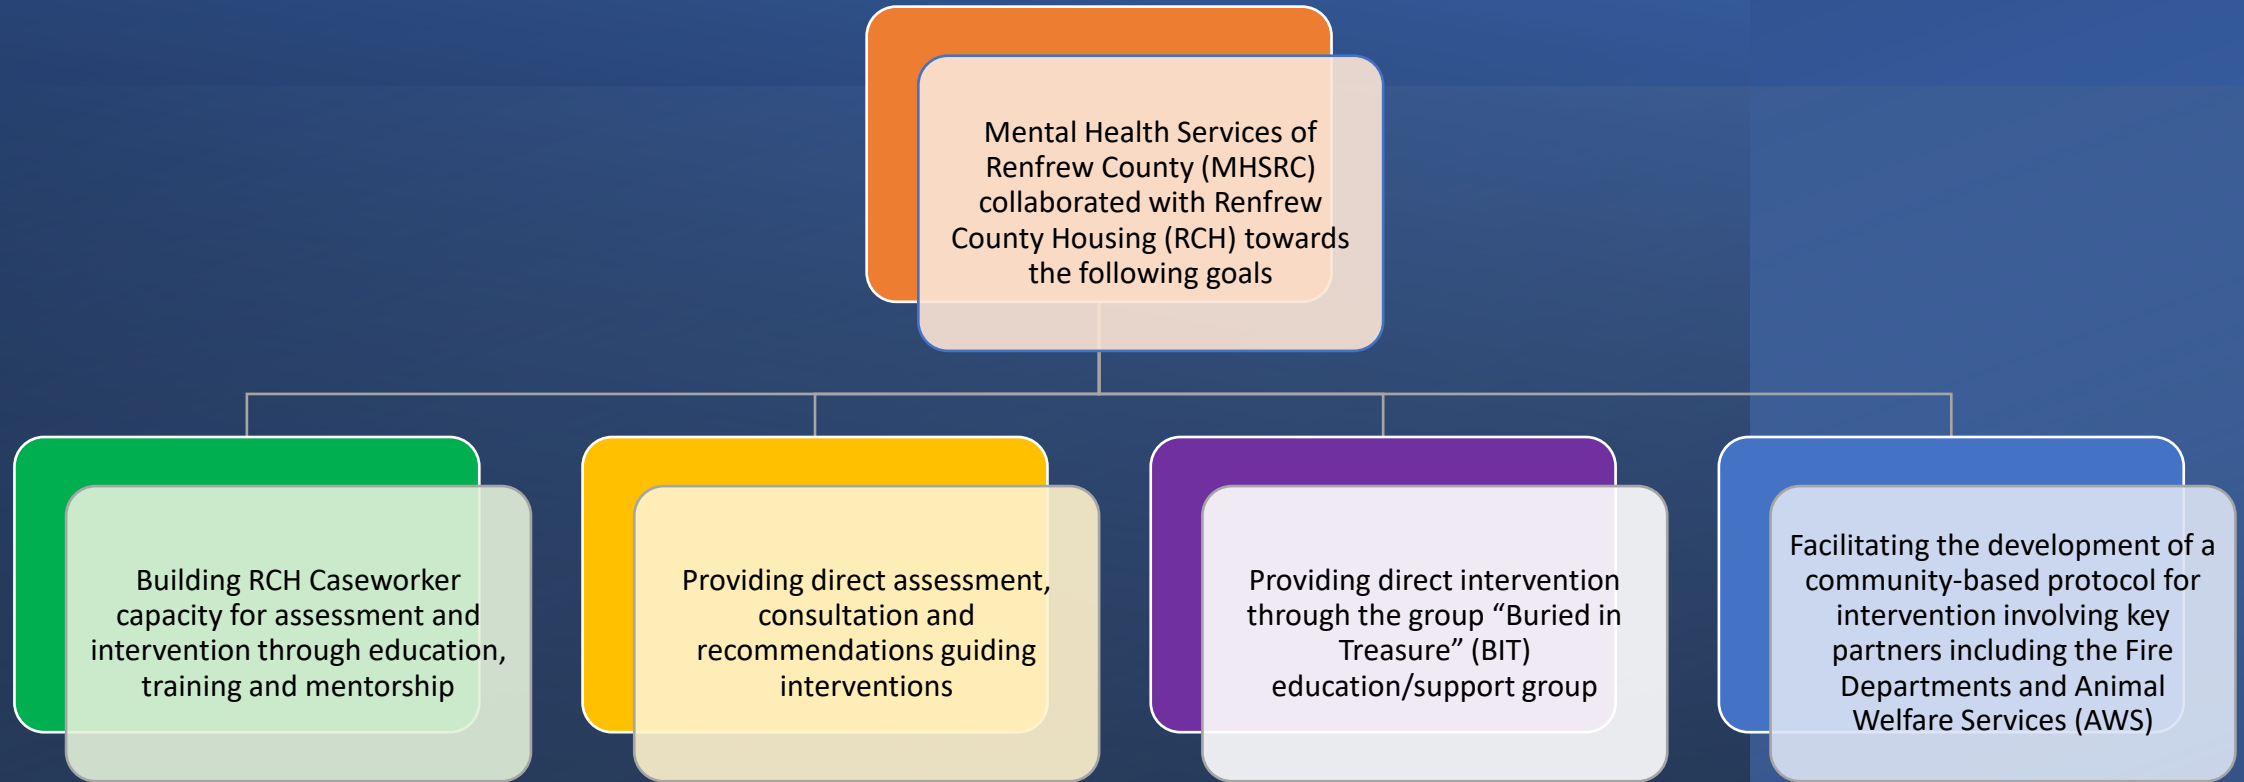 Mental Health Services of
Renfrew County (MHSRC)
collaborated with Renfrew
County Housing (RCH) towards
the following goals
Building RCH Caseworker
capacity for assessment and
intervention through education,
training and mentorship
Providing direct assessment,
consultation and
recommendations guiding
interventions
Providing direct intervention
through the group “Buried in
Treasure” (BIT)
education/support group
Facilitating the development of a
community-based protocol for
intervention involving key
partners including the Fire
Departments and Animal
Welfare Services (AWS)